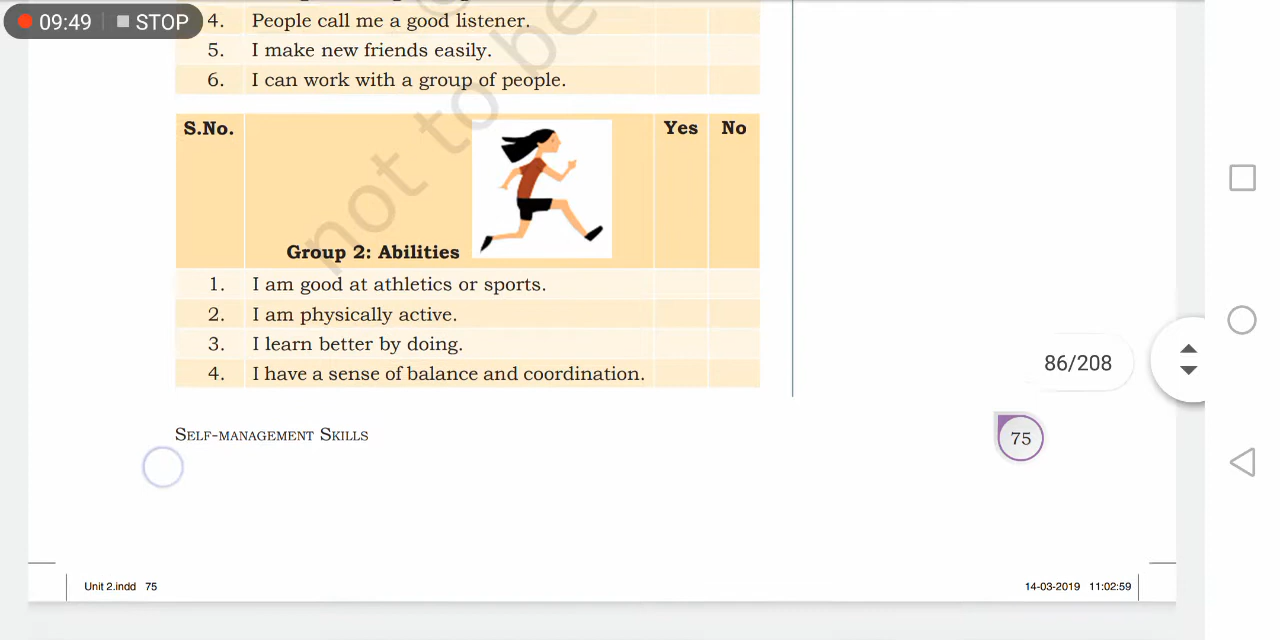 09:49 STOP
4. People call me a good listener.
5. I make new friends easily.
6. I can work with a group of people.
not to be
S.No. Yes No
Group 2: Abilities
1. I am good at athletics or sports.
2. I am physically active.
3. I learn better by doing.
4. I have a sense of balance and coordination.
86/208
SELF-MANAGEMENT SKILLS
75
Unit 2.indd 75
14-03-2019 11:02:59